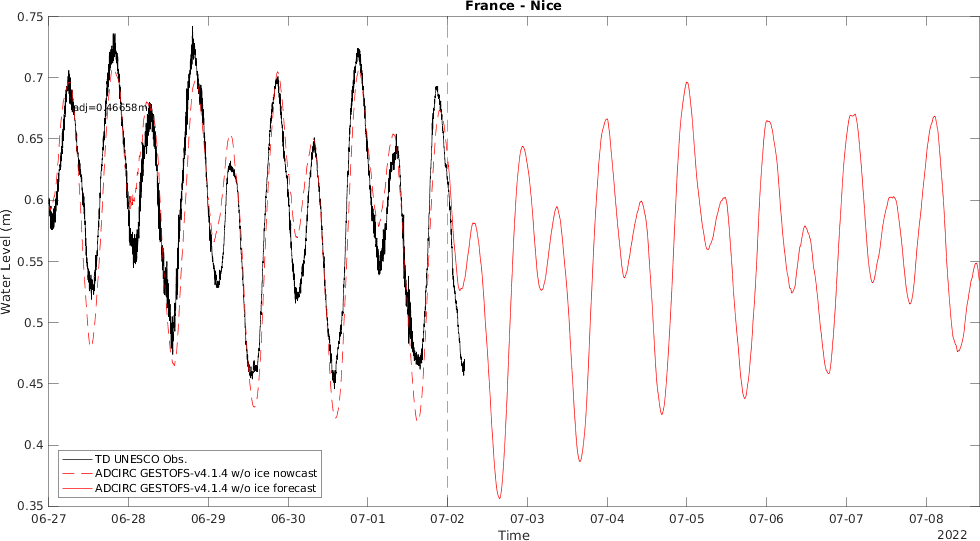 France - Nice
0.75
0.7
0.65
0.6
0.55
0.5
0.45
0.4
0.35
Water Level (m)
adj=0.46658m
TD UNESCO Obs.
ADCIRC GESTOFS-v4.1.4 w/o ice nowcast
ADCIRC GESTOFS-v4.1.4 w/o ice forecast
06-27 06-28 06-29 06-30 07-01 07-02 07-03 07-04 07-05 07-06 07-07 07-08
Time
2022